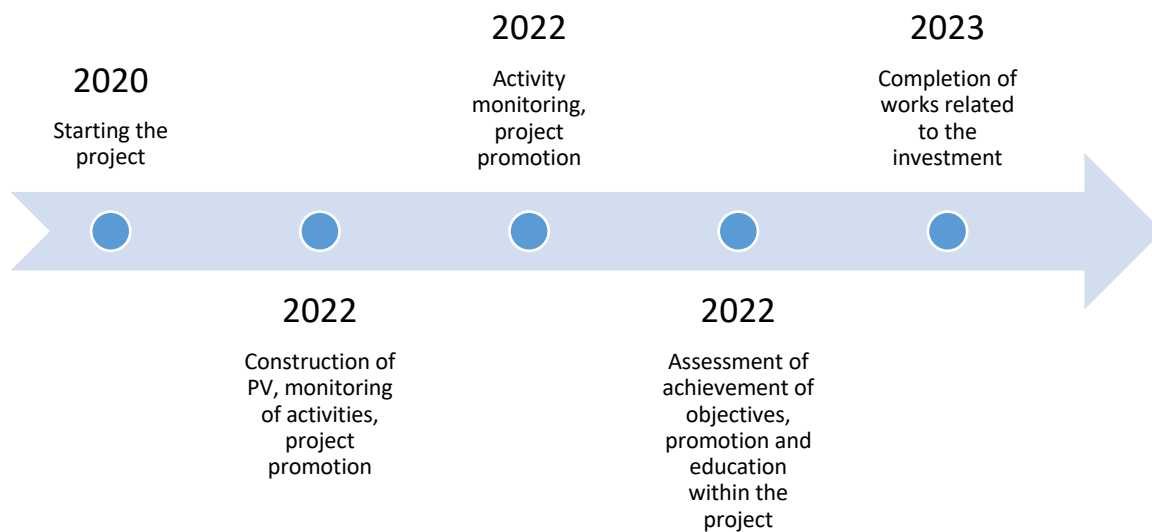 2020
Starting the
project
2022
Construction of
PV, monitoring
of activities,
project
promotion
2022
Activity
monitoring,
project
promotion
2022
Assessment of
achievement of
objectives,
promotion and
education
within the
project
2023
Completion of
works related
to the
investment